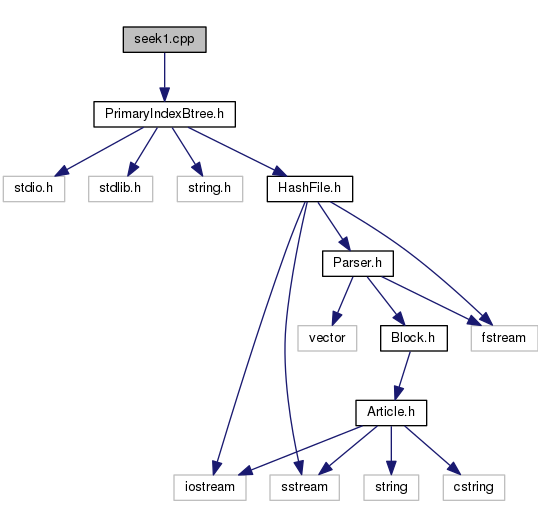 seek1.cpp
PrimaryIndexBtree.h
stdio.h
stdlib.h
string.h
HashFile.h
Parser.h
vector
Block.h
fstream
Article.h
iostream
sstream
string
cstring